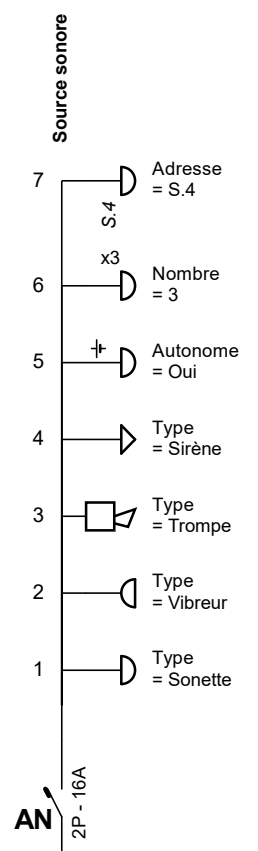 Source sonore
7
Adresse
= S.4
S.4
x3
6
Nombre
= 3
5
Autonome
= Oui
4
Type
= Sirène
3
Type
= Trompe
2
Type
= Vibreur
1
Type
= Sonette
AN
2P - 16A